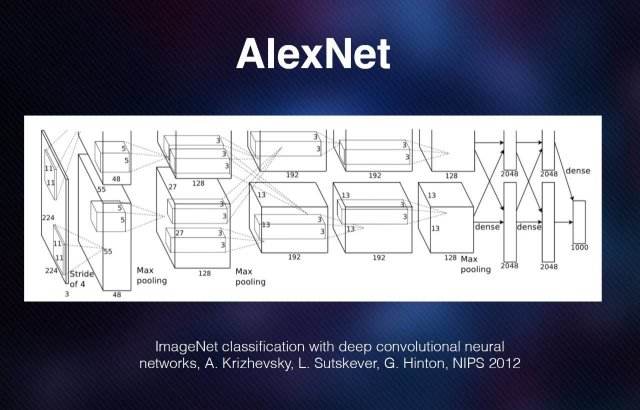 AlexNet
3
5 3 3 3
5 3 3
11 3
48 192 192 128 2048 2048 dense
11 55 27 128
13 13 13
5 3
224 5 3 3 3
27 13 13 13 dense dense
11 3 3 3
55
11 192 192 128 2048 2048 1000
224 Stride Max 128 Max Max
of 4 pooling pooling pooling
3 48
ImageNet classification with deep convolutional neural
networks, A. Krizhevsky, L. Sutskever, G. Hinton, NIPS 2012